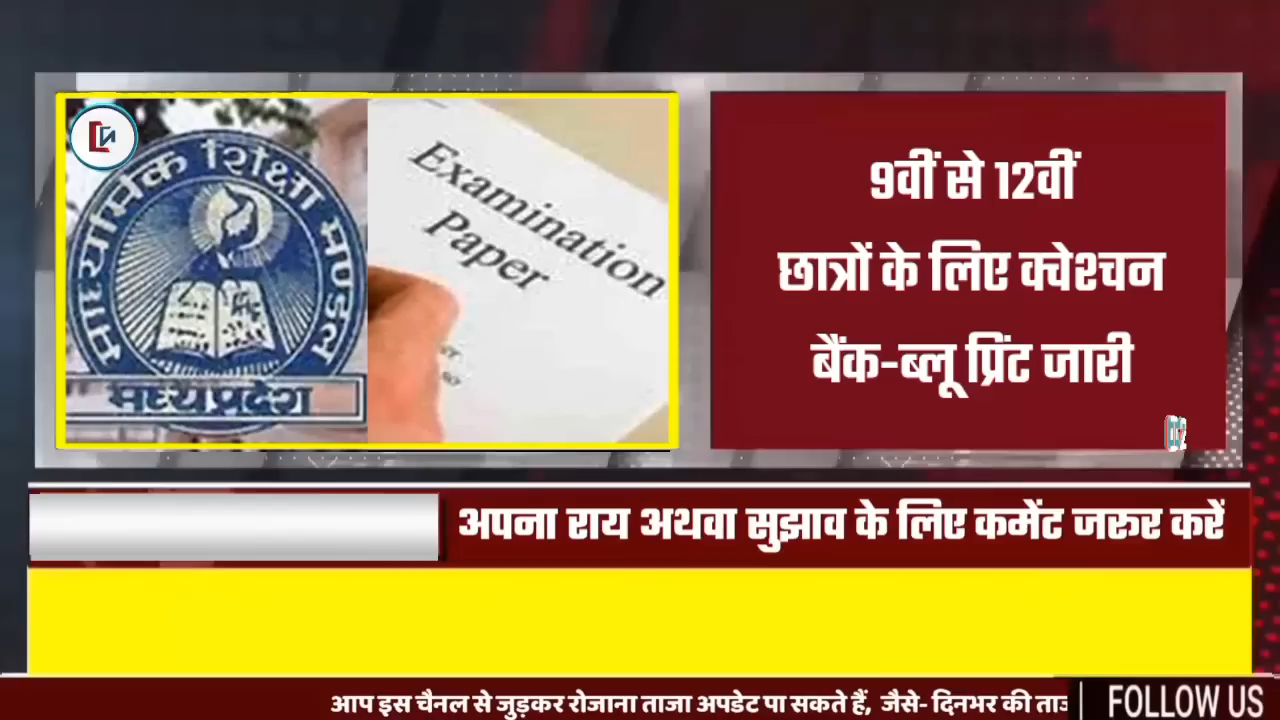 माध्यमिक शिक्षा मण्डल
मध्यप्रदेश
Examination
Paper
9वीं से 12वीं
छात्रों के लिए क्वेश्चन
बैंक-ब्लू प्रिंट जारी
अपना राय अथवा सुझाव के लिए कमेंट जरूर करें
आप इस चैनल से जुड़कर रोजाना ताजा अपडेट पा सकते हैं, जैसे- दिनभर की
FOLLOW US